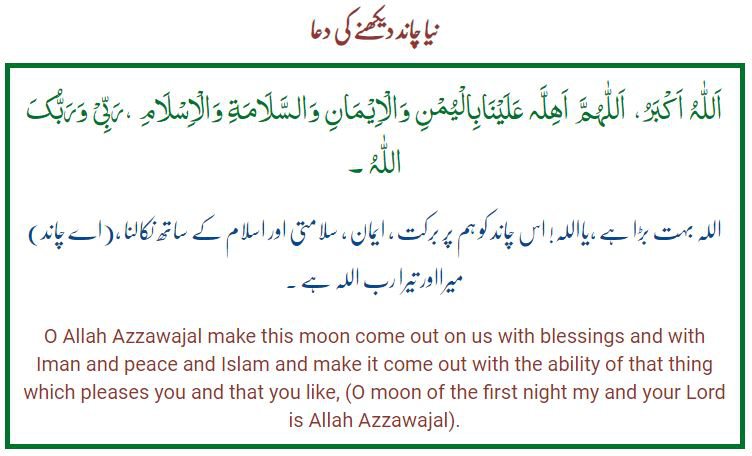 نیا چاند دیکھنے کی دعا
اَللّٰهُ اَكْبَرُ، اَللّٰهُمَّ اَهِلَّه عَلَيْنَا بِالْيُمْنِ وَالْاِيْمَانِ وَالسَّلَامَةِ وَالْاِسْلَامِ ،رَبِّيْ وَرَبُّكَ
اللّٰهُ ۔
اللہ بہت بڑا ہے ،یااللہ! اس چاند کو ہم پر برکت ، ایمان، سلامتی اور اسلام کے ساتھ نکالنا،(اے چاند)
میرا اور تیرا رب اللہ ہے ۔
O Allah Azzawajal make this moon come out on us with blessings and with
Iman and peace and Islam and make it come out with the ability of that thing
which pleases you and that you like, (O moon of the first night my and your Lord
is Allah Azzawajal).